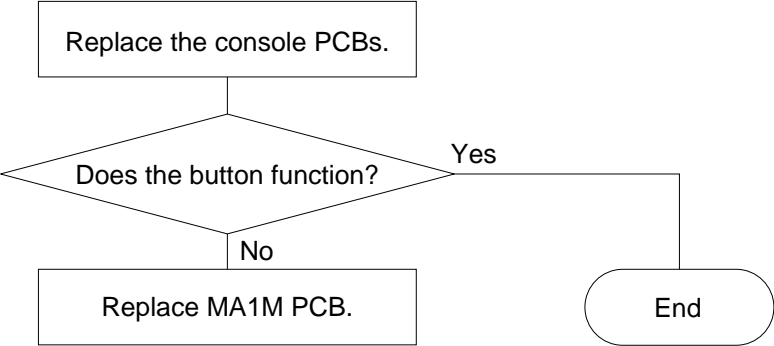 Replace the console PCBs.
Does the button function?
Yes
No
Replace MA1M PCB.
End